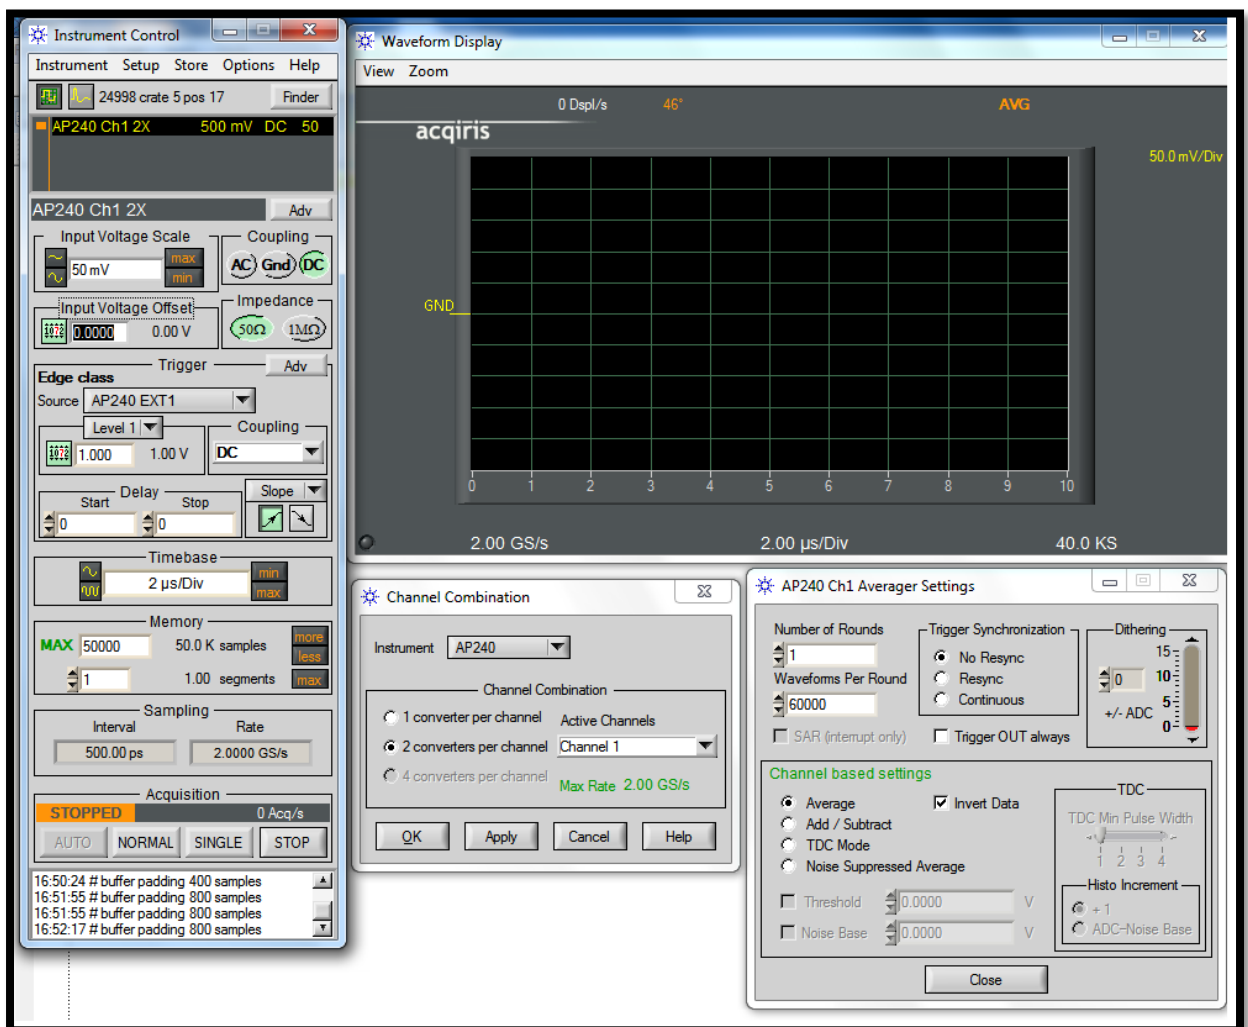 Instrument Control
Instrument Setup Store Options Help
24998 crate 5 pos 17 Finder
AP240 Ch1 2X 500 mV DC 50
AP240 Ch1 2X Adv
Input Voltage Scale Coupling
50 mV max min AC Gnd DC
Input Voltage Offset Impedance
0.0000 0.00 V 50Ω 1MΩ
Trigger Adv
Edge class
Source AP240 EXT1
Level 1 Coupling
1.000 1.00 V DC
Delay Slope
Start Stop
0 0
Timebase
2 µs/Div min max
Memory
MAX 50000 50.0 K samples more less
1 1.00 segments max
Sampling
Interval Rate
500.00 ps 2.0000 GS/s
Acquisition
STOPPED 0 Acq/s
AUTO NORMAL SINGLE STOP
16:50:24 # buffer padding 400 samples
16:51:55 # buffer padding 800 samples
16:51:55 # buffer padding 800 samples
16:52:17 # buffer padding 800 samples
Waveform Display
View Zoom
0 Dspl/s 46° AVG
acqiris
50.0 mV/Div
GND
0 1 2 3 4 5 6 7 8 9 10
2.00 GS/s 2.00 µs/Div 40.0 KS
Channel Combination
Instrument AP240
Channel Combination
1 converter per channel Active Channels
2 converters per channel Channel 1
4 converters per channel Max Rate 2.00 GS/s
OK Apply Cancel Help
AP240 Ch1 Averager Settings
Number of Rounds Trigger Synchronization Dithering
1 No Resync 15
Waveforms Per Round Resync 0 10
60000 Continuous +/- ADC 5
SAR (interrupt only) Trigger OUT always 0
Channel based settings
TDC
Average Invert Data TDC Min Pulse Width
Add / Subtract
TDC Mode 1 2 3 4
Noise Suppressed Average
Histo Increment
Threshold 0.0000 V + 1
Noise Base 0.0000 V ADC-Noise Base
Close